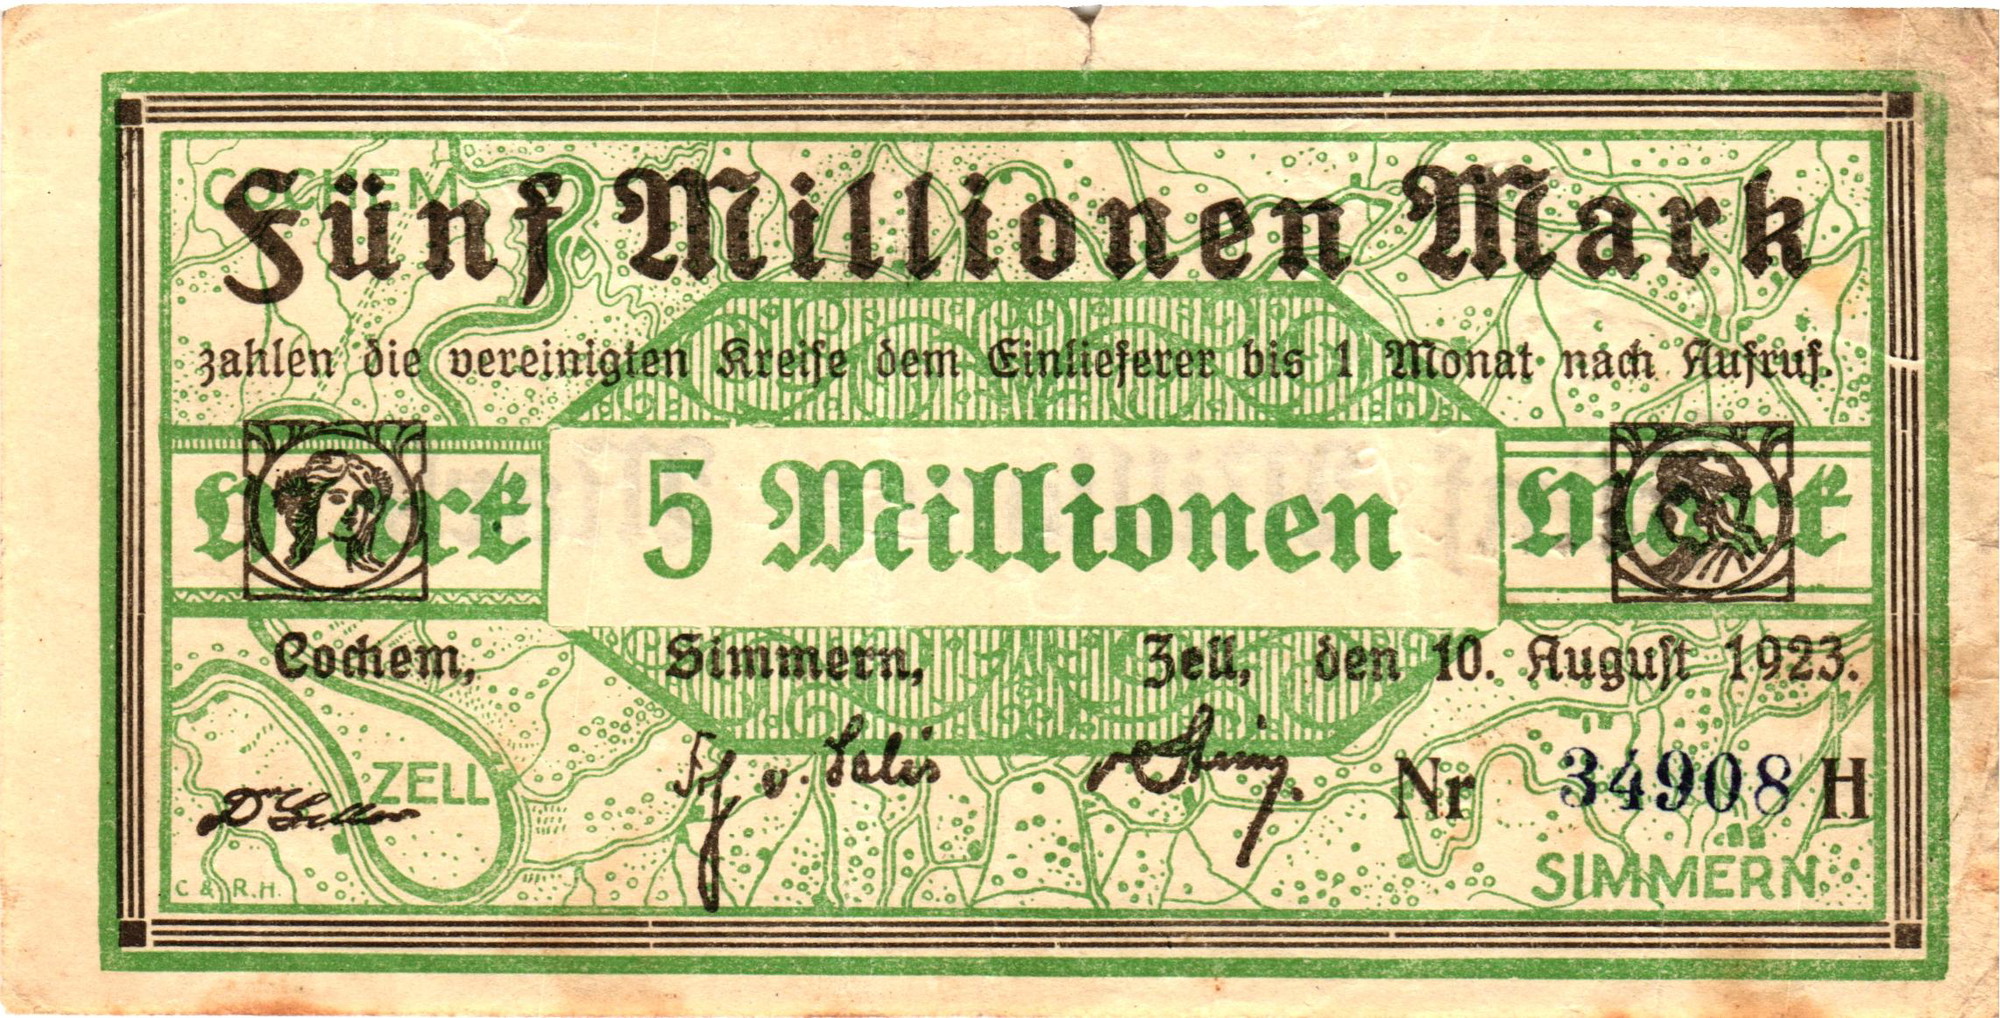 COCHEM
Fünf Millionen Mark
zahlen die vereinigten Kreise dem Einlieferer bis 1 Monat nach Aufruf.
Mark 5 Millionen Mark
Cochem, Simmern, Zell, den 10. August 1923.
v. Salis
Nr 34908 H
ZELL
SIMMERN
C & R.H.